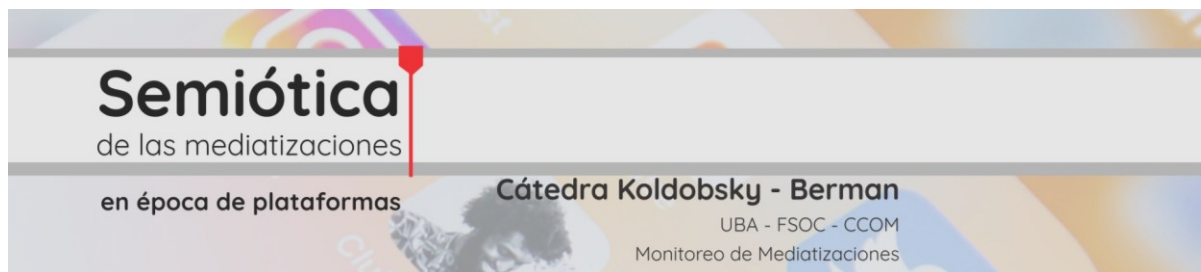 Semiótica
de las mediatizaciones
en época de plataformas
Cátedra Koldobsky - Berman
UBA - FSOC - CCOM
Monitoreo de Mediatizaciones